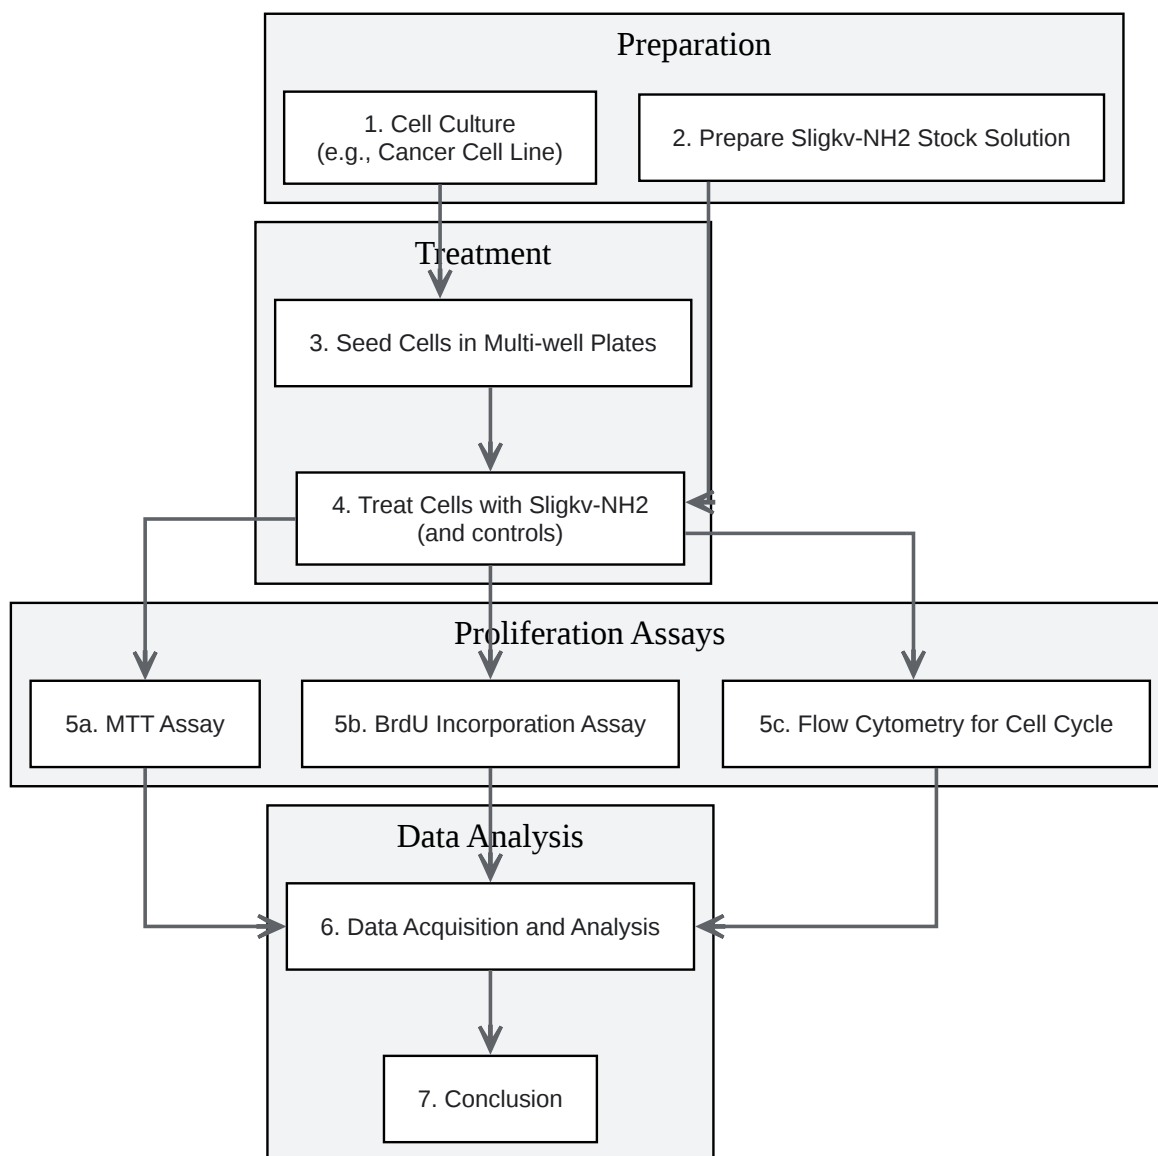 Preparation
1. Cell Culture
(e.g., Cancer Cell Line)
2. Prepare Sligkv-NH2 Stock Solution
Treatment
3. Seed Cells in Multi-well Plates
4. Treat Cells with Sligkv-NH2
(and controls)
Proliferation Assays
5a. MTT Assay
5b. BrdU Incorporation Assay
5c. Flow Cytometry for Cell Cycle
Data Analysis
6. Data Acquisition and Analysis
7. Conclusion